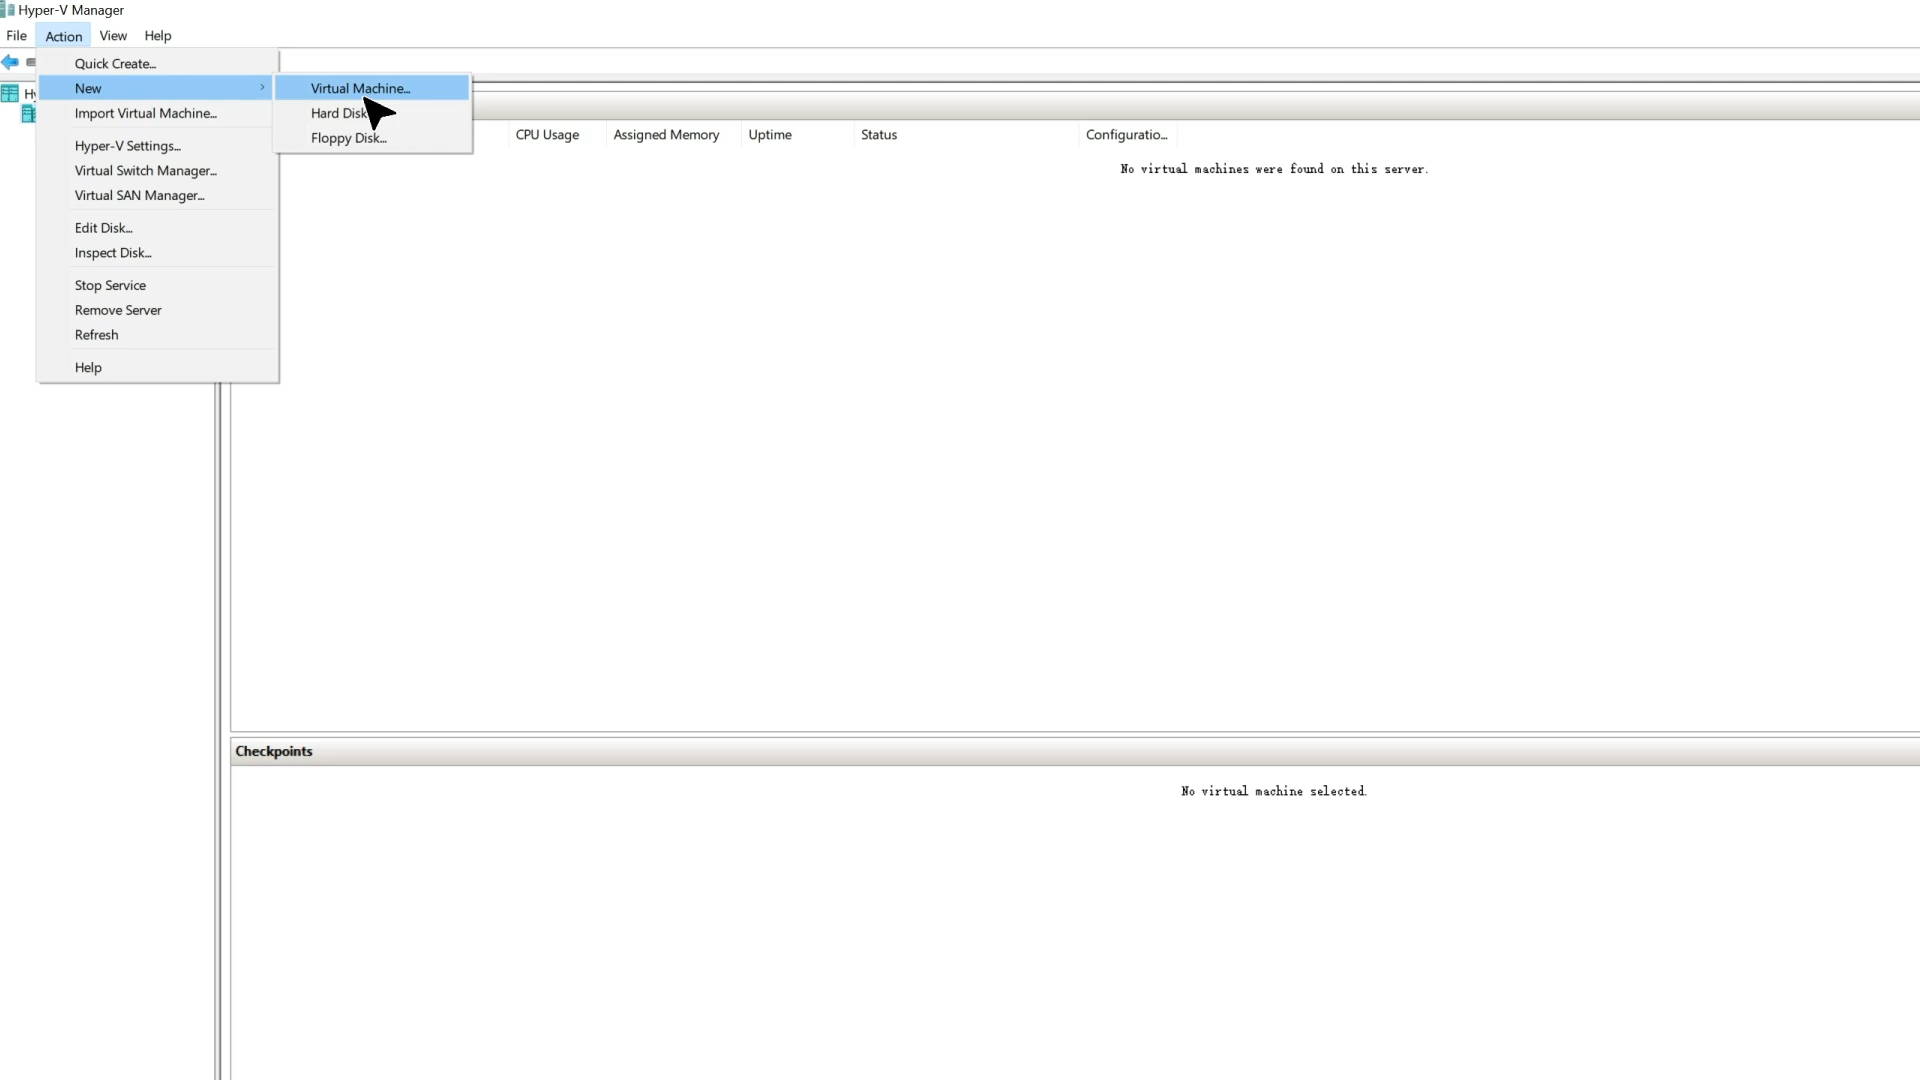 Hyper-V Manager
File Action View Help
Quick Create...
New
Import Virtual Machine...
Hyper-V Settings...
Virtual Switch Manager...
Virtual SAN Manager...
Edit Disk...
Inspect Disk...
Stop Service
Remove Server
Refresh
Help
Virtual Machine...
Hard Disk
Floppy Disk...
Hy
CPU Usage Assigned Memory Uptime Status Configuratio...
No virtual machines were found on this server.
Checkpoints
No virtual machine selected.